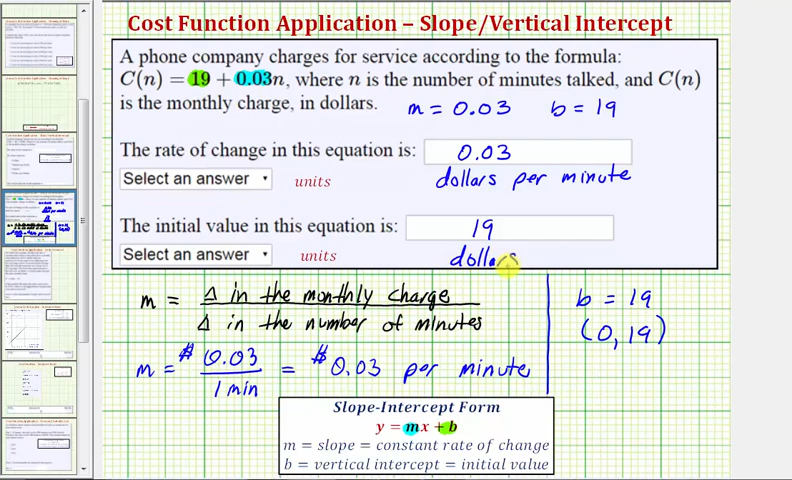 Cost Function Application – Slope/Vertical Intercept
A phone company charges for service according to the formula:
C(n) = 19 + 0.03n, where n is the number of minutes talked, and C(n)
is the monthly charge, in dollars. m = 0.03 b = 19
The rate of change in this equation is: 0.03
Select an answer units dollars per minute
The initial value in this equation is: 19
Select an answer units dollars
m = Δ in the monthly charge b = 19
Δ in the number of minutes (0, 19)
m = $0.03 = $0.03 per minute
1 min
Slope-Intercept Form
y = mx + b
m = slope = constant rate of change
b = vertical intercept = initial value